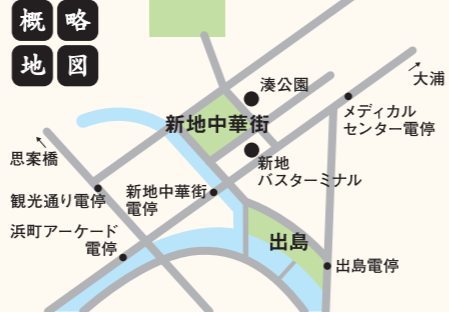 概略
地図
大浦
湊公園
メディカル
センター電停
新地中華街
思案橋
新地
バスターミナル
観光通り電停
新地中華街
電停
浜町アーケード
電停
出島
出島電停